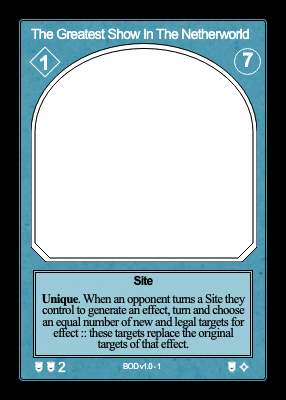 The Greatest Show In The Netherworld
1
7
Site
Unique. When an opponent turns a Site they
control to generate an effect, turn and choose
an equal number of new and legal targets for
effect :: these targets replace the original
targets of that effect.
2
BOD v1.0 - 1